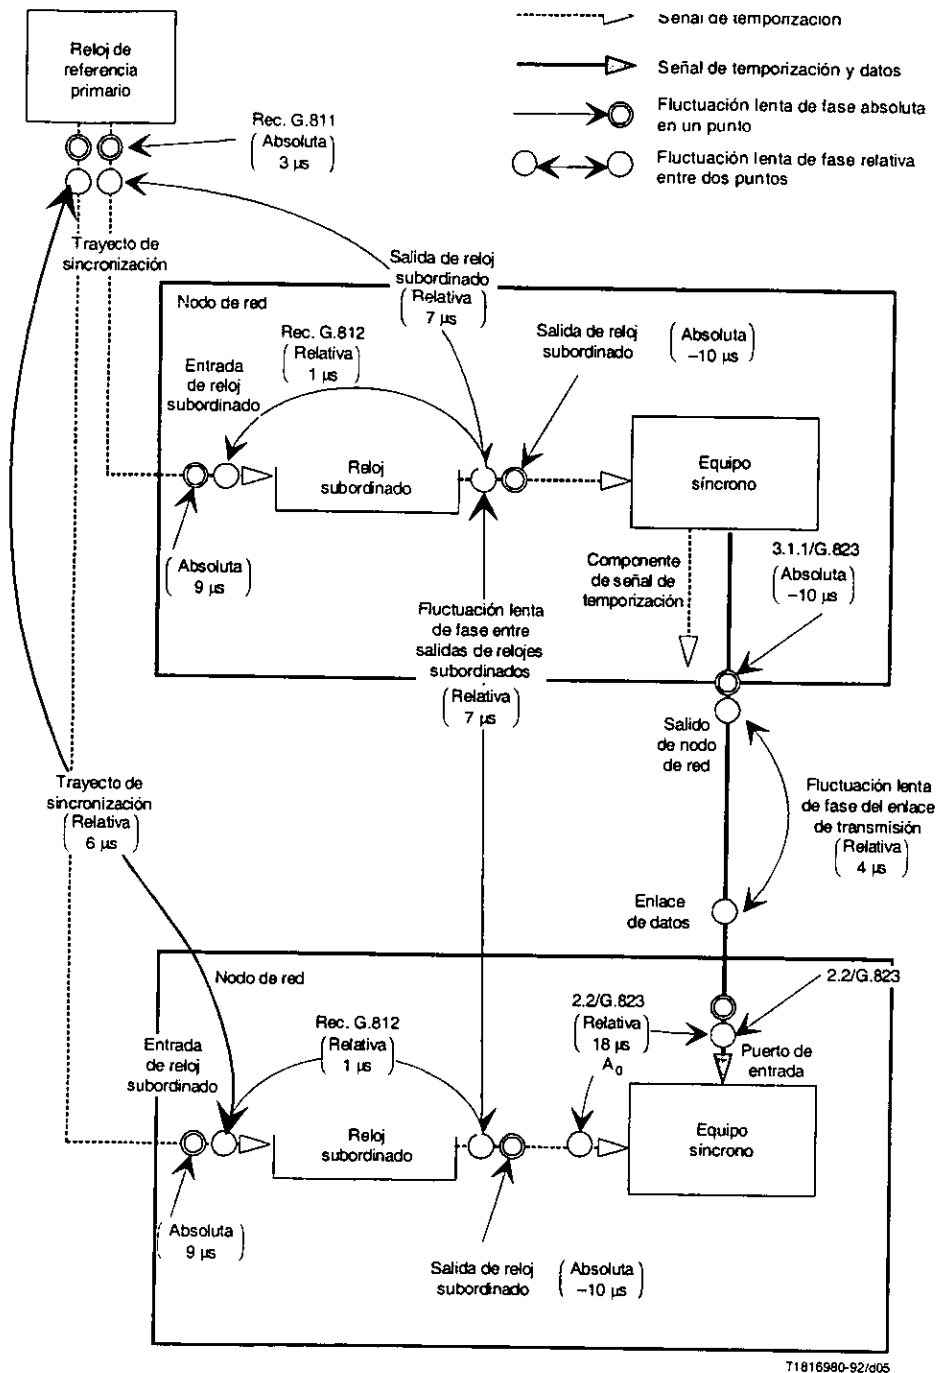 Reloj de
referencia
primario
Señal de temporización
Señal de temporización y datos
Fluctuación lenta de fase absoluta
en un punto
Fluctuación lenta de fase relativa
entre dos puntos
Rec. G.811
(Absoluta
3 µs)
Trayecto de
sincronización
Salida de reloj
subordinado
(Relativa
7 µs)
Nodo de red
Rec. G.812
(Relativa
1 µs)
Entrada
de reloj
subordinado
Salida de reloj
subordinado
(Absoluta
–10 µs)
Reloj
subordinado
Equipo
síncrono
(Absoluta
9 µs)
Componente
de señal de
temporización
3.1.1/G.823
(Absoluta
–10 µs)
Fluctuación lenta
de fase entre
salidas de relojes
subordinados
(Relativa
7 µs)
Salido
de nodo
de red
Trayecto de
sincronización
(Relativa
6 µs)
Fluctuación lenta
de fase del enlace
de transmisión
(Relativa
4 µs)
Enlace
de datos
Nodo de red
2.2/G.823
Rec. G.812
(Relativa
1 µs)
2.2/G.823
(Relativa
18 µs)
A₀
Entrada
de reloj
subordinado
Puerto de
entrada
Reloj
subordinado
Equipo
síncrono
(Absoluta
9 µs)
Salida de reloj
subordinado
(Absoluta
–10 µs)
T1816980-92/d05